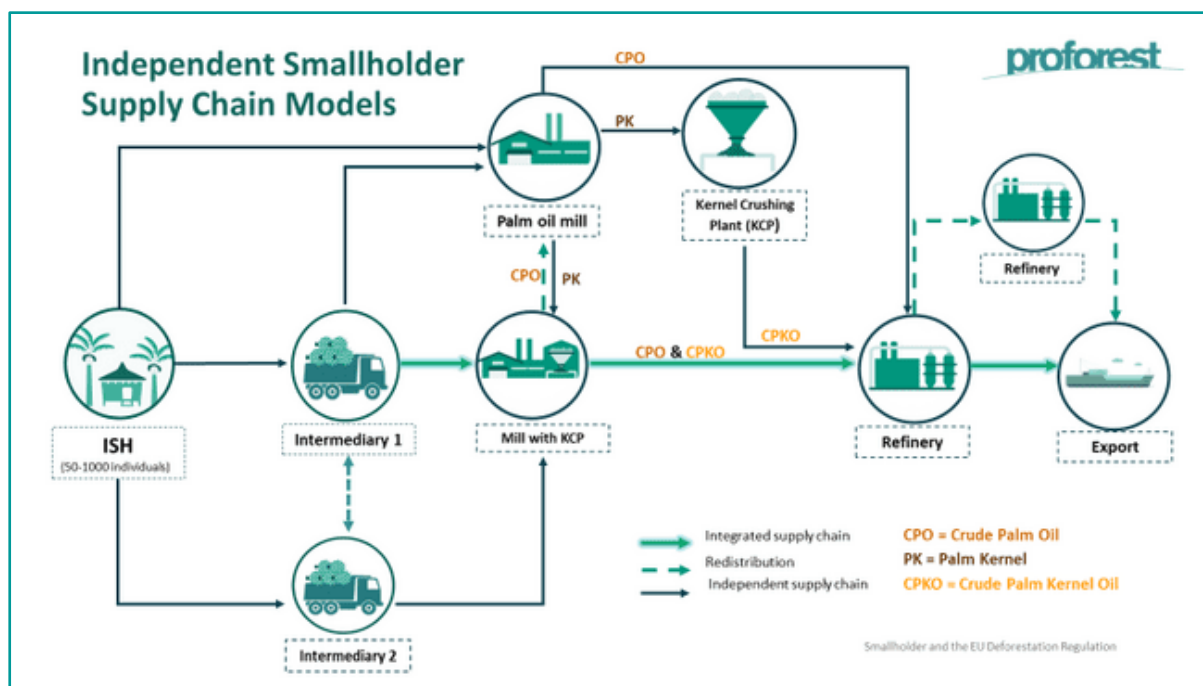 Independent Smallholder
Supply Chain Models
proforest
CPO
PK
Palm oil mill
Kernel Crushing
Plant (KCP)
Refinery
CPO
PK
CPKO
CPO & CPKO
ISH
(50-1000 individuals)
Intermediary 1
Mill with KCP
Refinery
Export
Intermediary 2
Integrated supply chain
Redistribution
Independent supply chain
CPO = Crude Palm Oil
PK = Palm Kernel
CPKO = Crude Palm Kernel Oil
Smallholder and the EU Deforestation Regulation